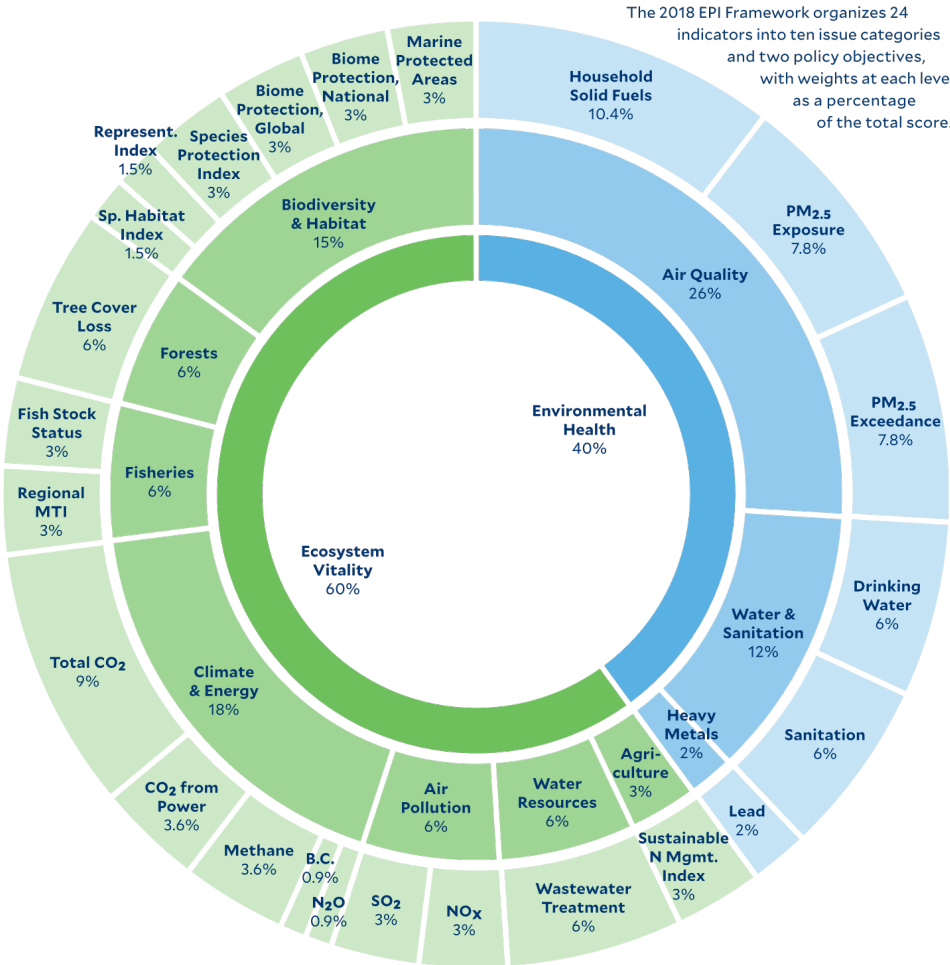 The 2018 EPI Framework organizes 24
indicators into ten issue categories
and two policy objectives,
with weights at each leve
as a percentage
of the total score.
Household
Solid Fuels
10.4%
PM2.5
Exposure
7.8%
PM2.5
Exceedance
7.8%
Drinking
Water
6%
Sanitation
6%
Lead
2%
Sustainable
N Mgmt.
Index
3%
Wastewater
Treatment
6%
NOX
3%
SO2
3%
N2O
0.9%
B.C.
0.9%
Methane
3.6%
CO2 from
Power
3.6%
Total CO2
9%
Regional
MTI
3%
Fish Stock
Status
3%
Tree Cover
Loss
6%
Sp. Habitat
Index
1.5%
Represent.
Index
1.5%
Species
Protection
Index
3%
Biome
Protection,
Global
3%
Biome
Protection,
National
3%
Marine
Protected
Areas
3%
Air Quality
26%
Water &
Sanitation
12%
Heavy
Metals
2%
Agri-
culture
3%
Water
Resources
6%
Air
Pollution
6%
Climate
& Energy
18%
Fisheries
6%
Forests
6%
Biodiversity
& Habitat
15%
Environmental
Health
40%
Ecosystem
Vitality
60%